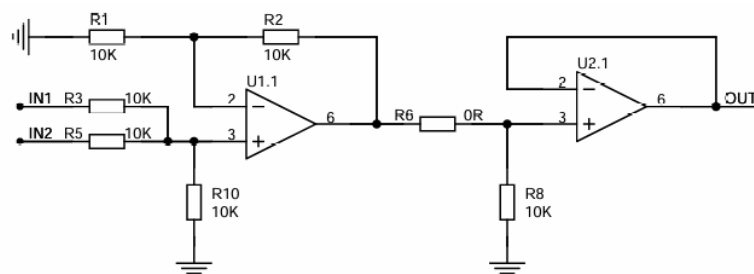 R1
10K
R2
10K
U1.1
2
3
6
IN1 R3 10K
IN2 R5 10K
R10
10K
R6 0R
R8
10K
U2.1
2
3
6
OUT